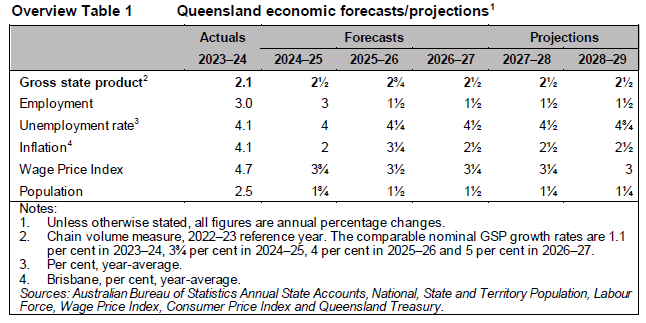 Overview Table 1 Queensland economic forecasts/projections¹
Actuals Forecasts Projections
2023–24 2024–25 2025–26 2026–27 2027–28 2028–29
Gross state product² 2.1 2½ 2¾ 2½ 2½ 2½
Employment 3.0 3 1½ 1½ 1½ 1½
Unemployment rate³ 4.1 4 4¼ 4½ 4½ 4¾
Inflation⁴ 4.1 2 3¼ 2½ 2½ 2½
Wage Price Index 4.7 3¾ 3½ 3¼ 3¼ 3
Population 2.5 1¾ 1½ 1½ 1¼ 1¼
Notes:
1. Unless otherwise stated, all figures are annual percentage changes.
2. Chain volume measure, 2022–23 reference year. The comparable nominal GSP growth rates are 1.1
per cent in 2023–24, 3¾ per cent in 2024–25, 4 per cent in 2025–26 and 5 per cent in 2026–27.
3. Per cent, year-average.
4. Brisbane, per cent, year-average.
Sources: Australian Bureau of Statistics Annual State Accounts, National, State and Territory Population, Labour
Force, Wage Price Index, Consumer Price Index and Queensland Treasury.